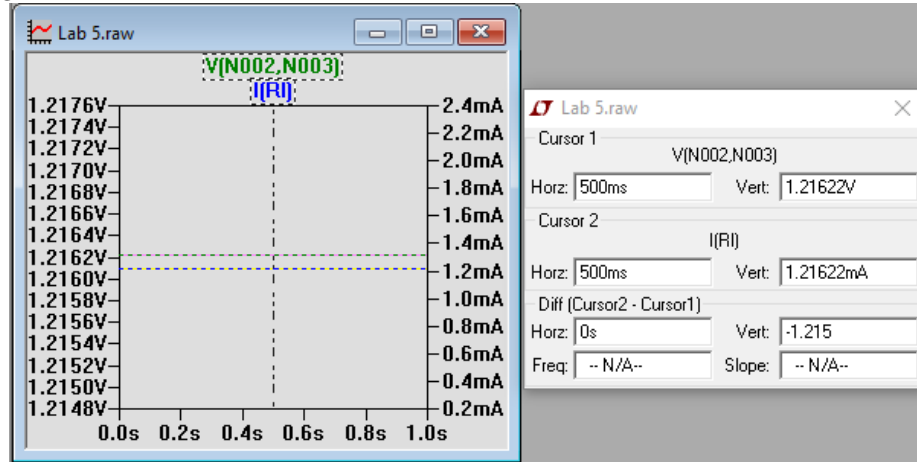 Lab 5.raw
V(N002,N003)
I(RI)
1.2176V
1.2174V
1.2172V
1.2170V
1.2168V
1.2166V
1.2164V
1.2162V
1.2160V
1.2158V
1.2156V
1.2154V
1.2152V
1.2150V
1.2148V
2.4mA
2.2mA
2.0mA
1.8mA
1.6mA
1.4mA
1.2mA
1.0mA
0.8mA
0.6mA
0.4mA
0.2mA
0.0s 0.2s 0.4s 0.6s 0.8s 1.0s
Lab 5.raw
Cursor 1
V(N002,N003)
Horz: 500ms Vert: 1.21622V
Cursor 2
I(RI)
Horz: 500ms Vert: 1.21622mA
Diff (Cursor2 - Cursor1)
Horz: 0s Vert: -1.215
Freq: -- N/A-- Slope: -- N/A--